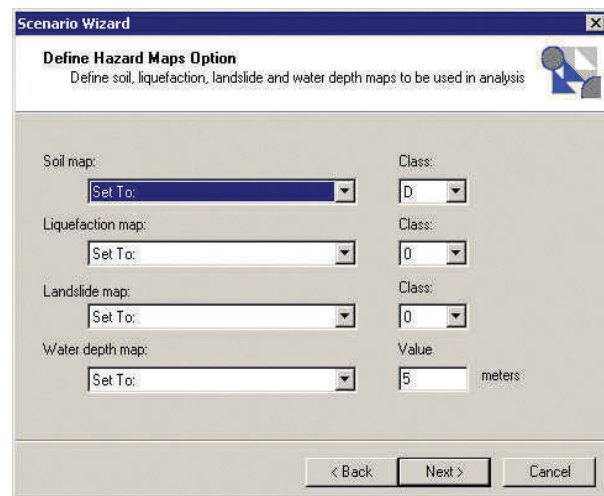 Scenario Wizard
Define Hazard Maps Option
Define soil, liquefaction, landslide and water depth maps to be used in analysis
Soil map:
Class:
Set To:
D
Liquefaction map:
Class:
Set To:
0
Landslide map:
Class:
Set To:
0
Water depth map:
Value
Set To:
5
meters
< Back
Next >
Cancel